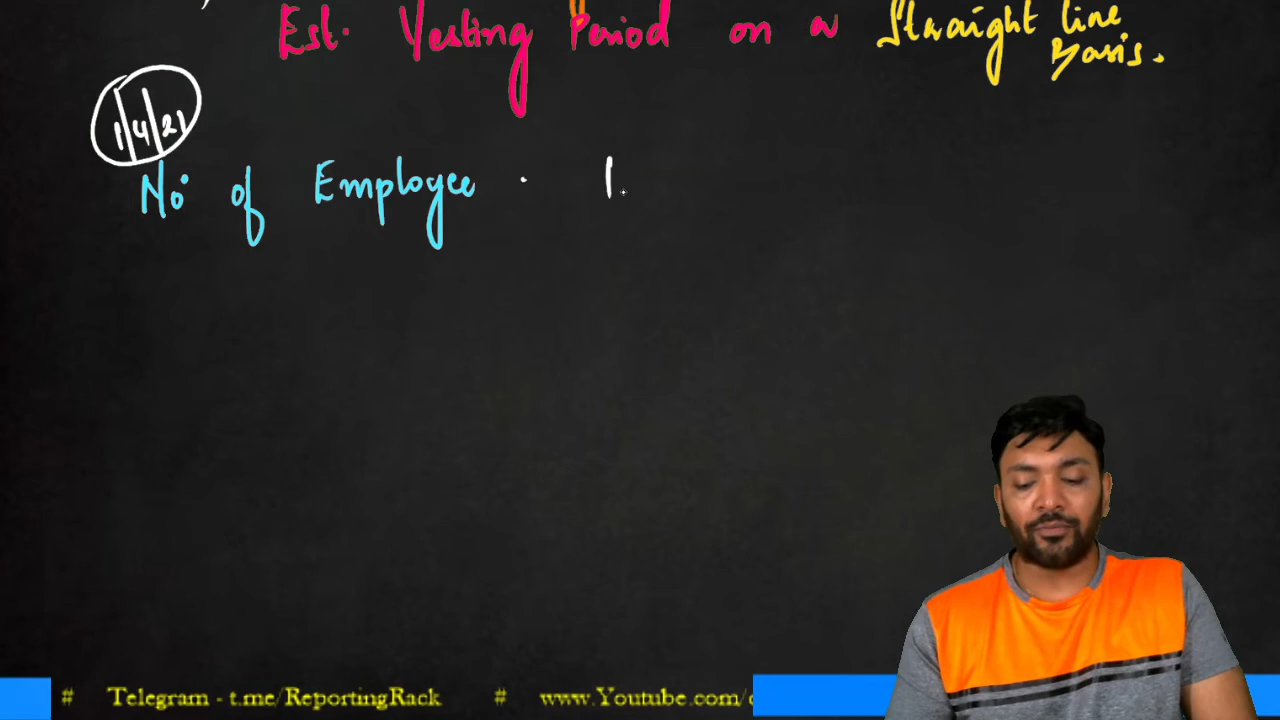 Est. Vesting Period on a Straight line
Basis.
1/4/21
No of Employee · 1
# Telegram - t.me/ReportingRack # www.Youtube.com/